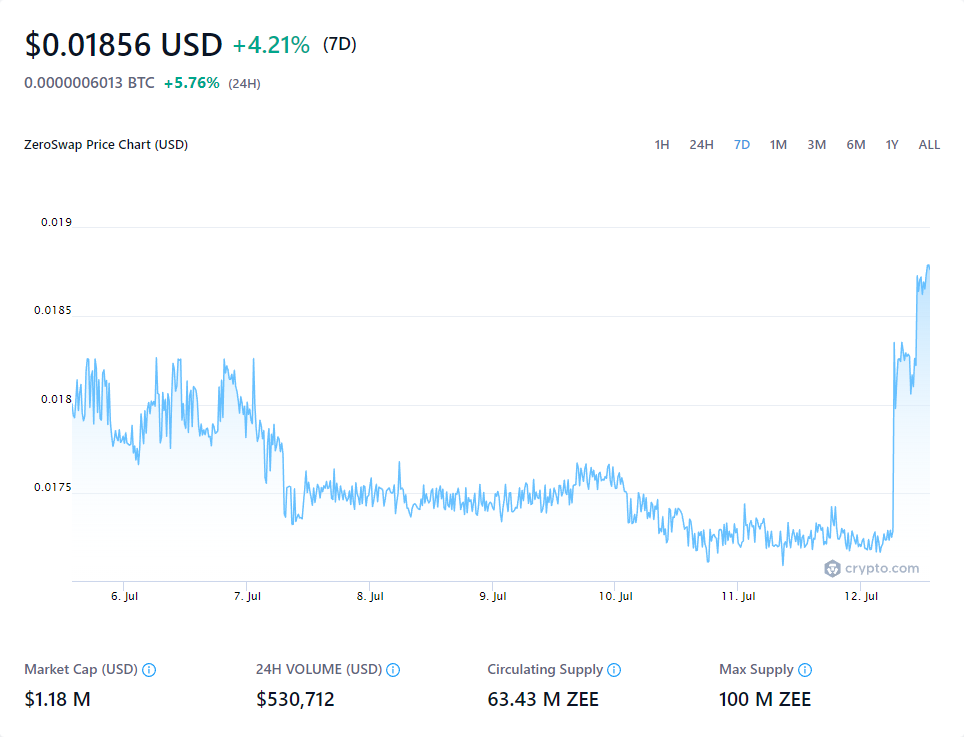 $0.01856 USD +4.21% (7D)
0.0000006013 BTC +5.76% (24H)
ZeroSwap Price Chart (USD) 1H 24H 7D 1M 3M 6M 1Y ALL
0.019
0.0185
0.018
0.0175
crypto.com
6. Jul 7. Jul 8. Jul 9. Jul 10. Jul 11. Jul 12. Jul
Market Cap (USD) 24H VOLUME (USD) Circulating Supply Max Supply
$1.18 M $530,712 63.43 M ZEE 100 M ZEE